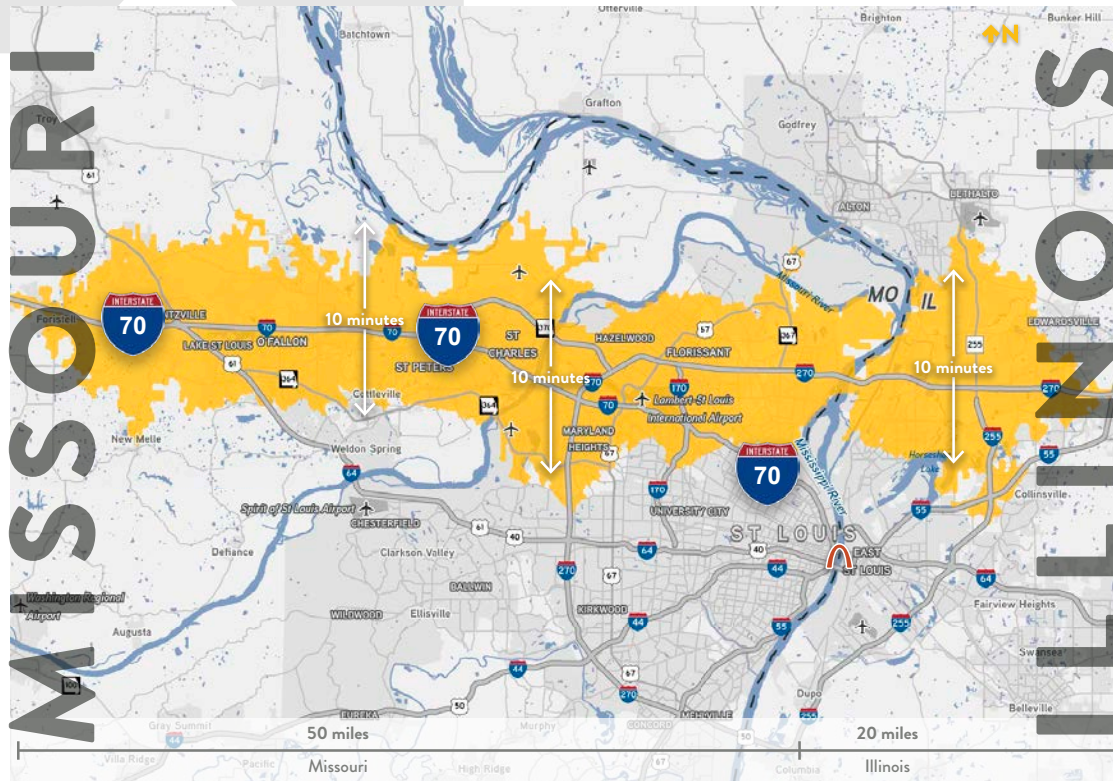 Otterville
Brighton
Bunker Hill
Batchtown
N
MISSOURI
ILLINOIS
Grafton
Godfrey
Troy
61
BETHALTO
ALTON
67
Missouri River
MO
IL
INTERSTATE
70
10 minutes
INTERSTATE
70
Foristell
70
70
LAKE ST LOUIS
O'FALLON
61
364
ST
CHARLES
370
ST PETERS
HAZELWOOD
67
FLORISSANT
367
270
10 minutes
EDWARDSVILLE
255
10 minutes
270
270
170
70
Lambert-St Louis
International Airport
Cottleville
364
MARYLAND
HEIGHTS
67
New Melle
Weldon Spring
64
INTERSTATE
70
Mississippi River
Lake
255
55
Collinsville
55
Spirit of St Louis Airport
CHESTERFIELD
170
UNIVERSITY CITY
61
40
ST LOUIS
64
40
EAST
ST LOUIS
Defiance
Clarkson Valley
270
67
44
64
Washington Regional
Airport
BALLWIN
WILDWOOD
Ellisville
KIRKWOOD
44
55
255
Fairview Heights
Augusta
Swansea
100
44
67
270
50
EUREKA
MEHLVILLE
CONCORD
Dupo
255
Belleville
Gray Summit
44
Murphy
50
50 miles
20 miles
Villa Ridge
Pacific
Missouri
High Ridge
Columbia
Illinois